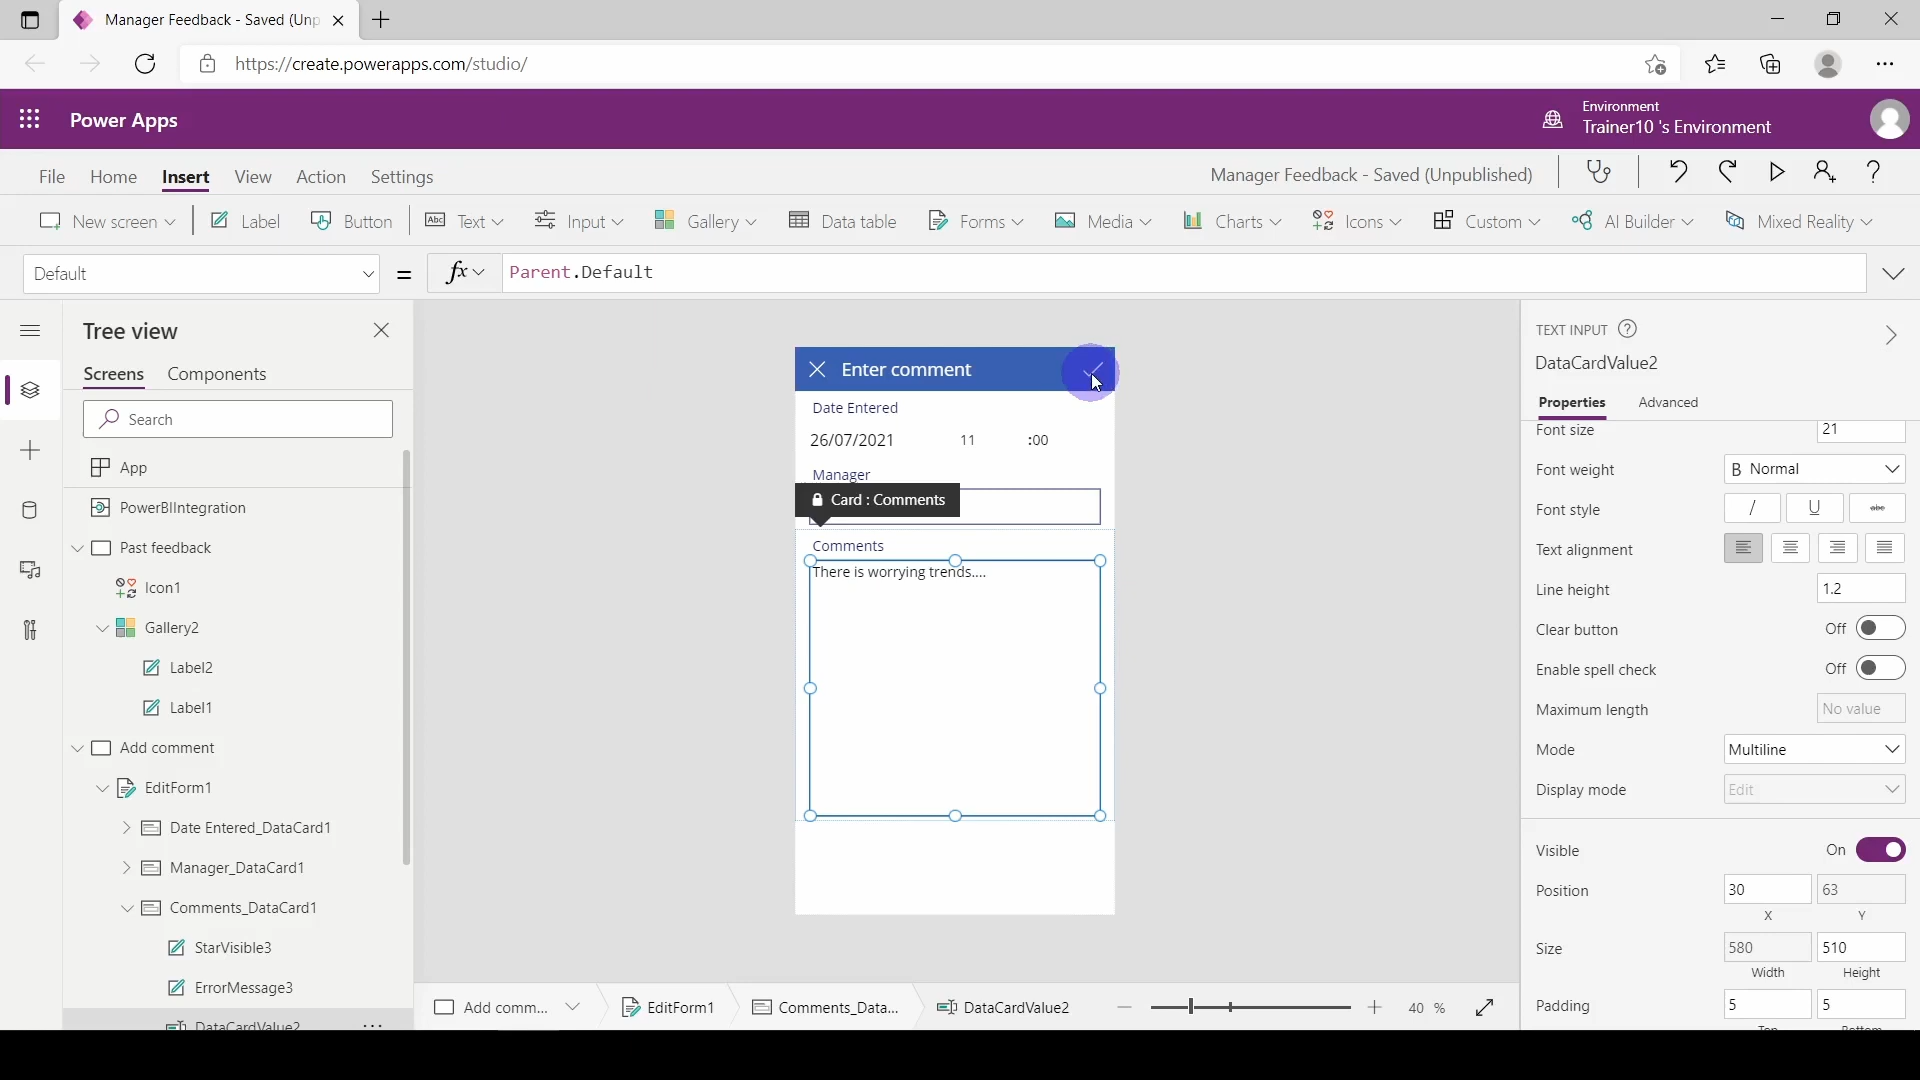 Manager Feedback - Saved (Unp
https://create.powerapps.com/studio/
Power Apps
Environment
Trainer10 's Environment
File Home Insert View Action Settings
Manager Feedback - Saved (Unpublished)
New screen Label Button Text Input Gallery Data table Forms Media Charts Icons Custom AI Builder Mixed Reality
Default = fx Parent.Default
Tree view
Screens Components
Search
App
PowerBIIntegration
Past feedback
Icon1
Gallery2
Label2
Label1
Add comment
EditForm1
Date Entered_DataCard1
Manager_DataCard1
Comments_DataCard1
StarVisible3
ErrorMessage3
DataCardValue2
Enter comment
Date Entered
26/07/2021 11 :00
Manager
Card : Comments
Comments
There is worrying trends....
Add comm... EditForm1 Comments_Data... DataCardValue2 40 %
TEXT INPUT
DataCardValue2
Properties Advanced
Font size 21
Font weight B Normal
Font style / U abc
Text alignment
Line height 1.2
Clear button Off
Enable spell check Off
Maximum length No value
Mode Multiline
Display mode Edit
Visible On
Position 30 63
X Y
Size 580 510
Width Height
Padding 5 5
Top Bottom